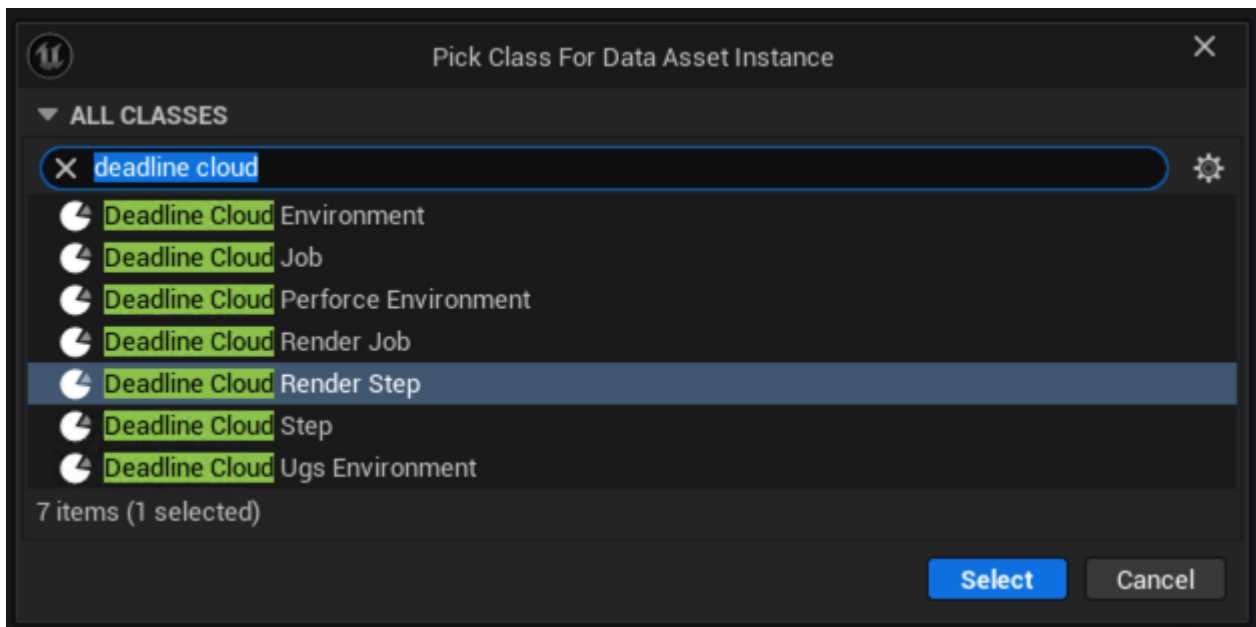 Pick Class For Data Asset Instance
ALL CLASSES
deadline cloud
Deadline Cloud Environment
Deadline Cloud Job
Deadline Cloud Perforce Environment
Deadline Cloud Render Job
Deadline Cloud Render Step
Deadline Cloud Step
Deadline Cloud Ugs Environment
7 items (1 selected)
Select Cancel